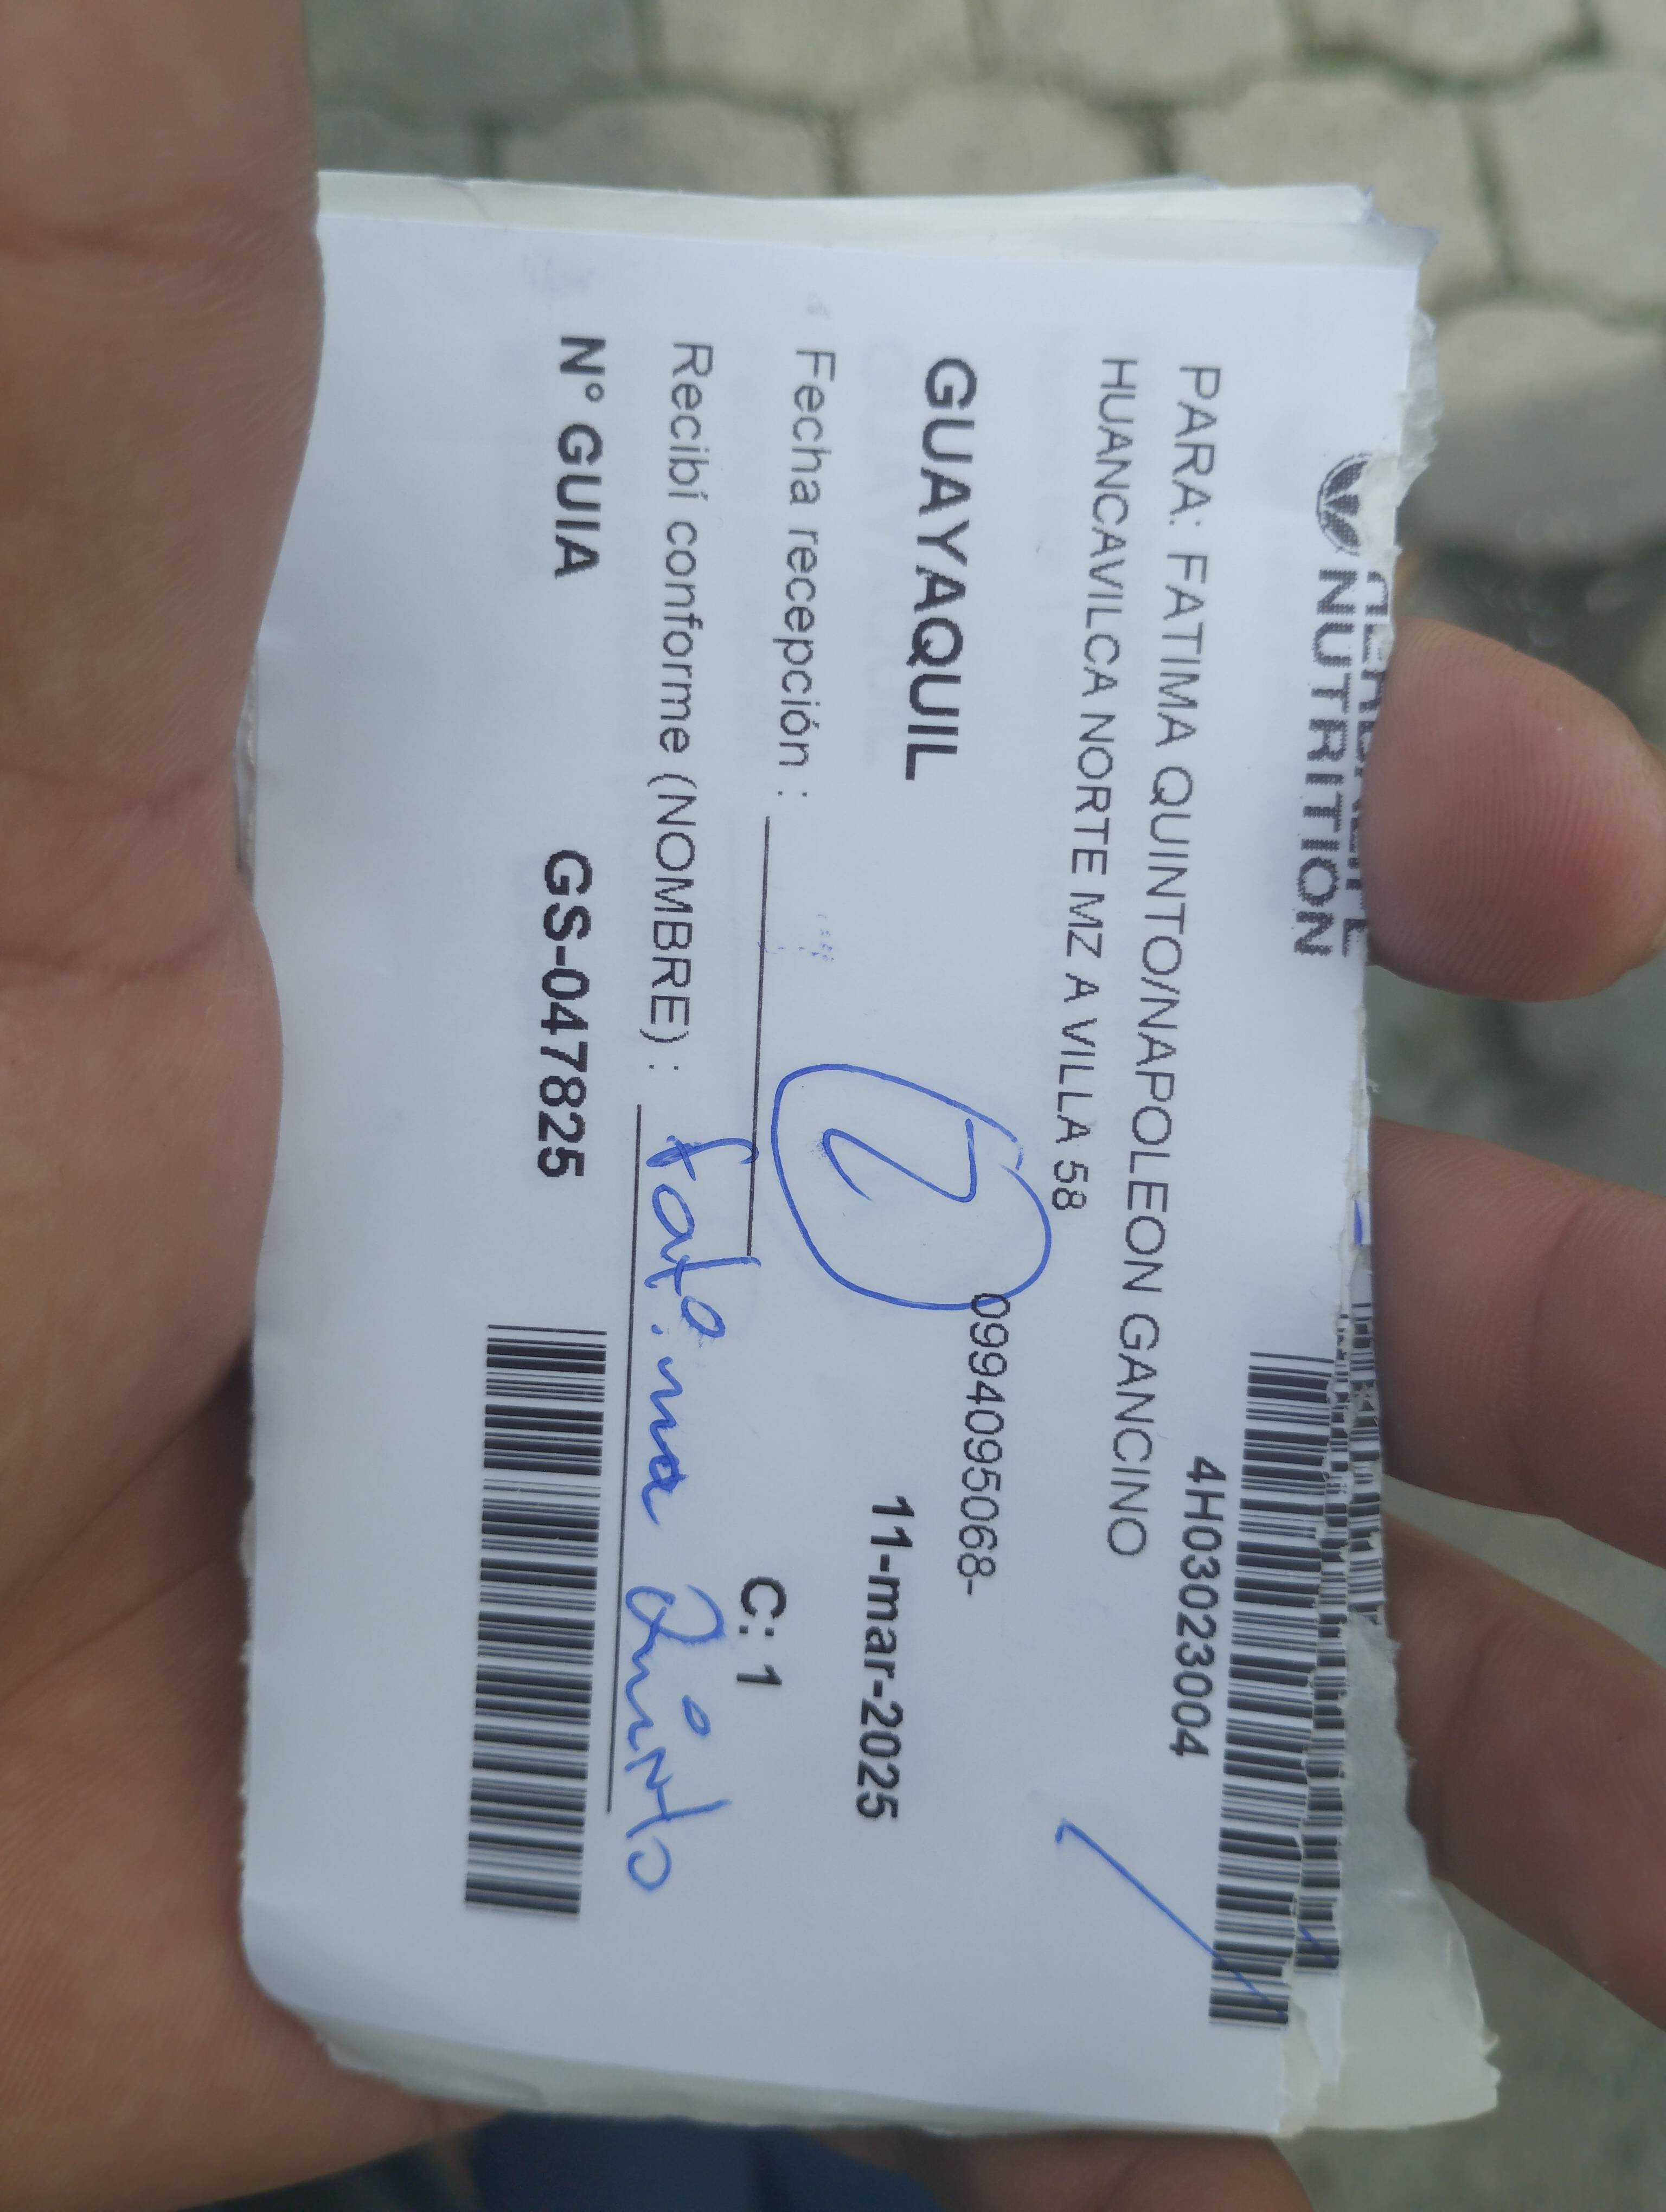 NUTRITION
4H03023004
PARA: FATIMA QUINTO/NAPOLEON GANCINO
HUANCAVILCA NORTE MZ A VILLA 58
0994095068-
GUAYAQUIL
2
11-mar-2025
Fecha recepción :
C: 1
Recibí conforme (NOMBRE) : Fatima Quinto
N° GUIA GS-047825